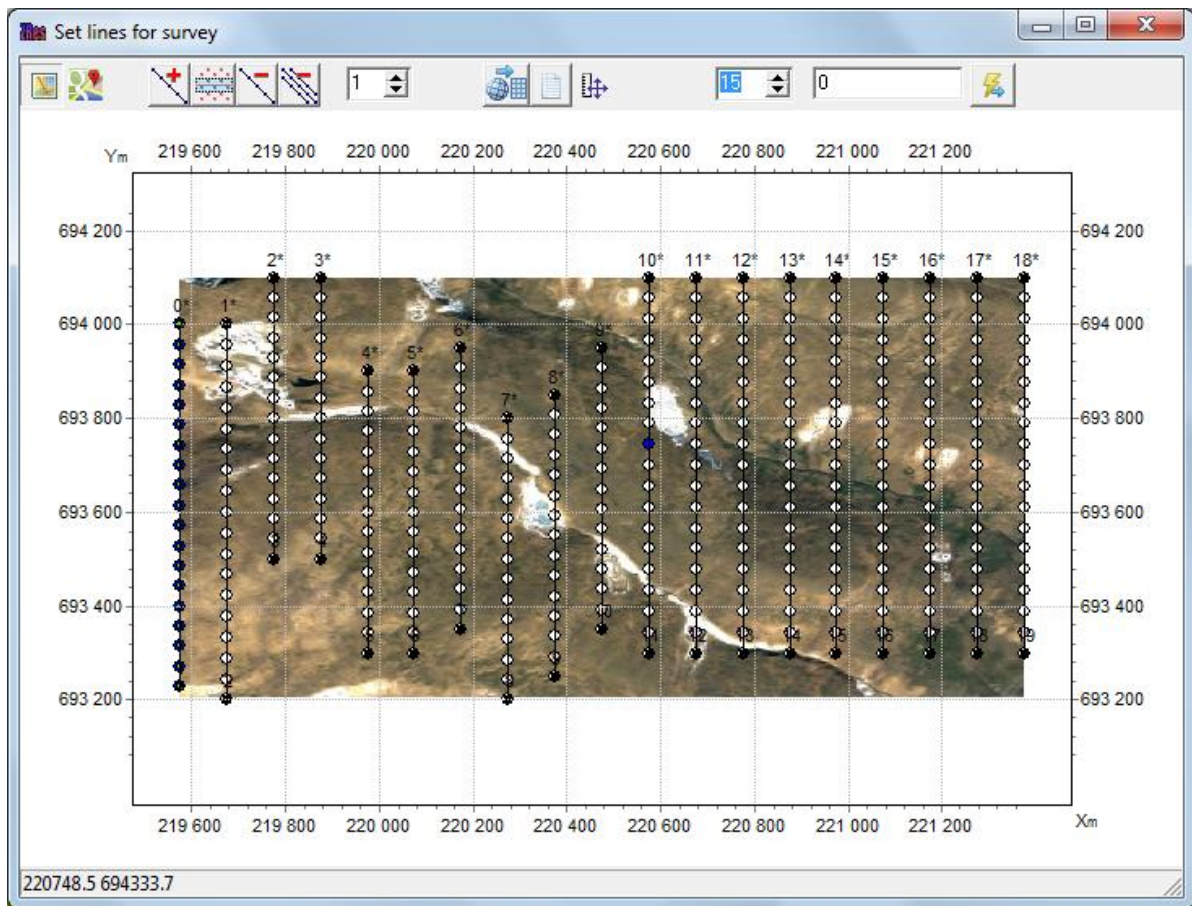 ZRes Set lines for survey
1 15 0
Ym 219 600 219 800 220 000 220 200 220 400 220 600 220 800 221 000 221 200
694 200 694 200
2* 3* 10* 11* 12* 13* 14* 15* 16* 17* 18*
0* 1*
694 000 694 000
6* 9*
4* 5*
8*
693 800 693 800
7*
693 600 693 600
693 400 693 400
12 13 14 15 16 18 19
693 200 693 200
219 600 219 800 220 000 220 200 220 400 220 600 220 800 221 000 221 200 Xm
220748.5 694333.7